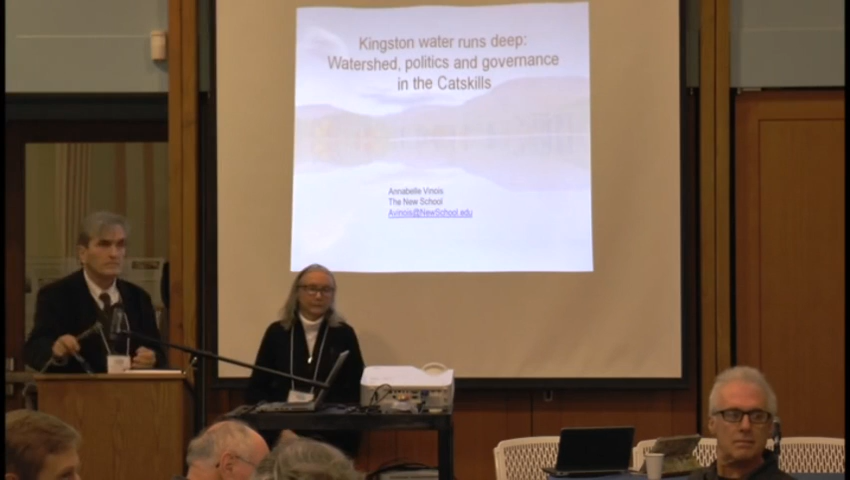 Kingston water runs deep:
Watershed, politics and governance
in the Catskills
Annabelle Vinois
The New School
Avinois@NewSchool.edu